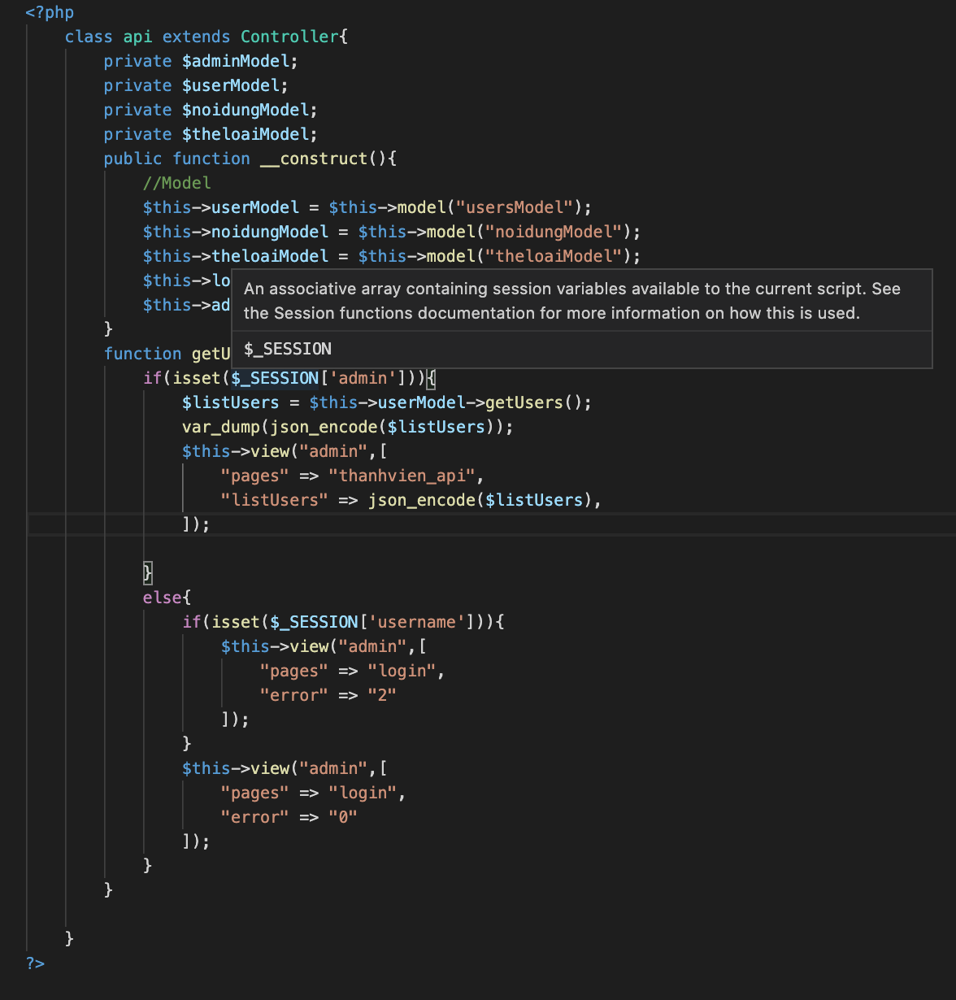 <?php
class api extends Controller{
private $adminModel;
private $userModel;
private $noidungModel;
private $theloaiModel;
public function __construct(){
//Model
$this->userModel = $this->model("usersModel");
$this->noidungModel = $this->model("noidungModel");
$this->theloaiModel = $this->model("theloaiModel");
$this->lo
An associative array containing session variables available to the current script. See
$this->ad
the Session functions documentation for more information on how this is used.
}
$_SESSION
function getU
if(isset($_SESSION['admin'])){
$listUsers = $this->userModel->getUsers();
var_dump(json_encode($listUsers));
$this->view("admin",[
"pages" => "thanhvien_api",
"listUsers" => json_encode($listUsers),
]);
}
else{
if(isset($_SESSION['username'])){
$this->view("admin",[
"pages" => "login",
"error" => "2"
]);
}
$this->view("admin",[
"pages" => "login",
"error" => "0"
]);
}
}
}
?>